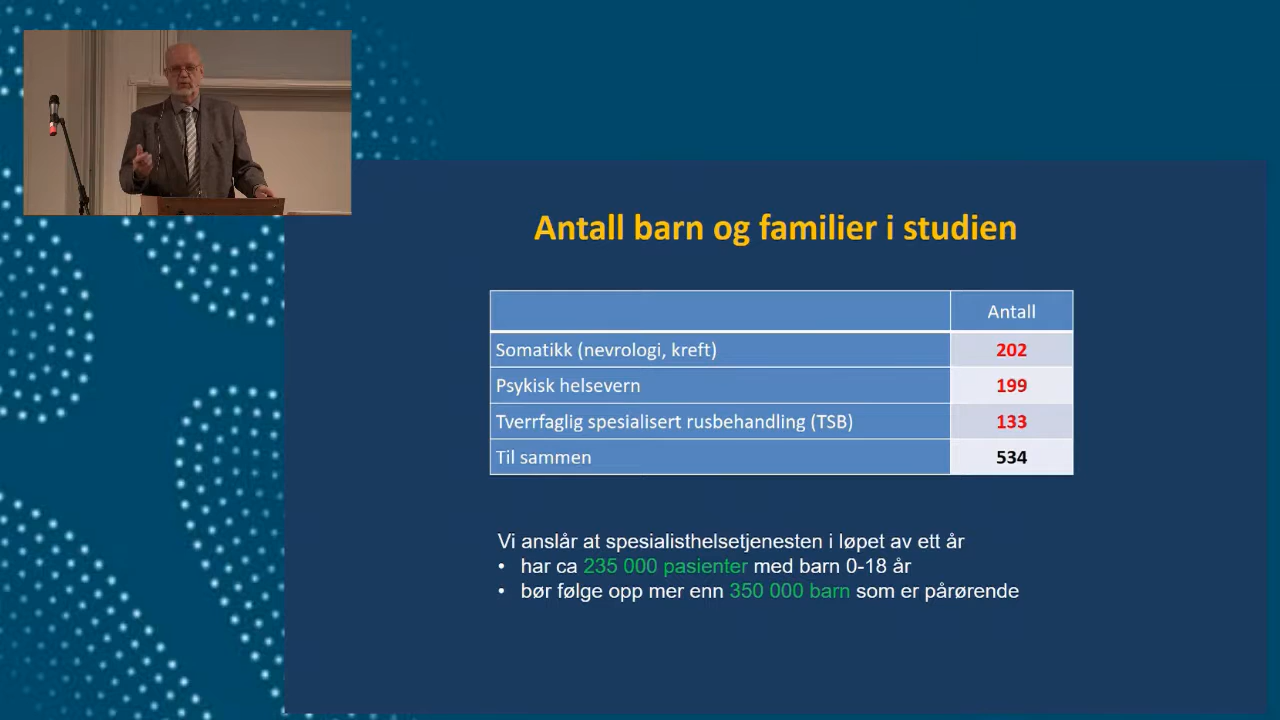 Antall barn og familier i studien
Antall
Somatikk (nevrologi, kreft) 202
Psykisk helsevern 199
Tverrfaglig spesialisert rusbehandling (TSB) 133
Til sammen 534
Vi anslår at spesialisthelsetjenesten i løpet av ett år
• har ca 235 000 pasienter med barn 0-18 år
• bør følge opp mer enn 350 000 barn som er pårørende